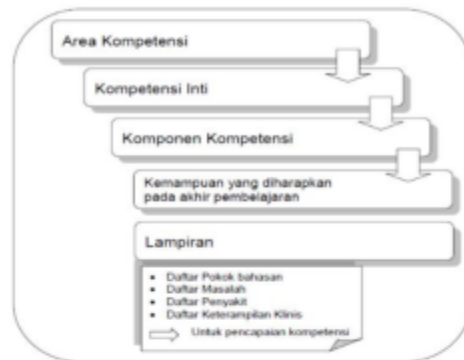 Area Kompetensi
Kompetensi Inti
Komponen Kompetensi
Kemampuan yang diharapkan
pada akhir pembelajaran
Lampiran
• Daftar Pokok bahasan
• Daftar Masalah
• Daftar Penyakit
• Daftar Keterampilan Klinis
Untuk pencapaian kompetensi